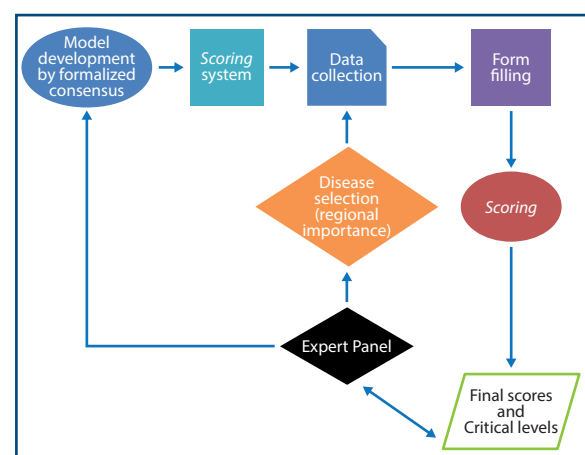 Model
development
by formalized
consensus
Scoring
system
Data
collection
Form
filling
Disease
selection
(regional
importance)
Scoring
Expert Panel
Final scores
and
Critical levels